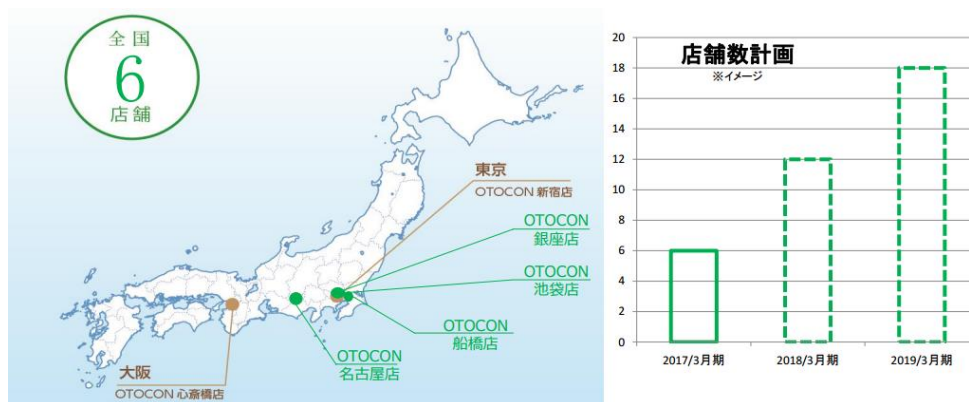 全国
6
店舗
東京
OTOCON 新宿店
OTOCON
銀座店
OTOCON
池袋店
OTOCON
船橋店
OTOCON
名古屋店
大阪
OTOCON 心斎橋店
店舗数計画
※イメージ
20
18
16
14
12
10
8
6
4
2
0
2017/3月期
2018/3月期
2019/3月期